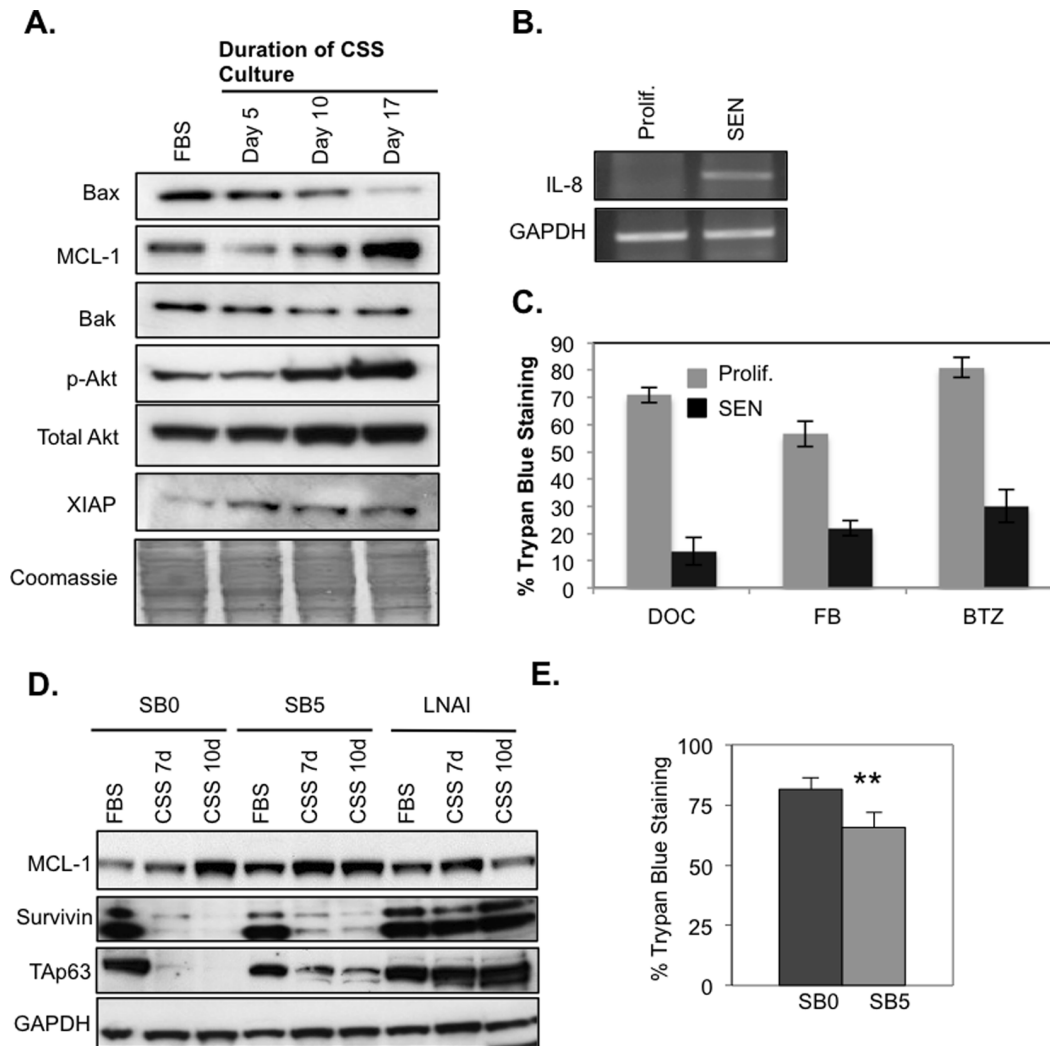 A.
Duration of CSS
Culture
FBS
Day 5
Day 10
Day 17
Bax
MCL-1
Bak
p-Akt
Total Akt
XIAP
Coomassie
B.
Prolif.
SEN
IL-8
GAPDH
C.
% Trypan Blue Staining
90
80
70
60
50
40
30
20
10
0
Prolif.
SEN
DOC
FB
BTZ
D.
SB0
SB5
LNAI
FBS
CSS 7d
CSS 10d
FBS
CSS 7d
CSS 10d
FBS
CSS 7d
CSS 10d
MCL-1
Survivin
TAp63
GAPDH
E.
% Trypan Blue Staining
100
75
50
25
0
**
SB0
SB5